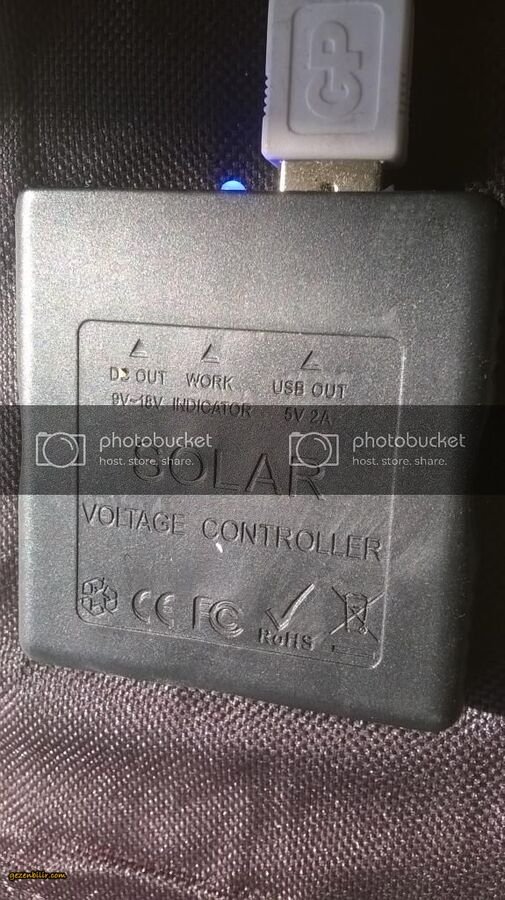 GP
DC OUT WORK USB OUT
9V~18V INDICATOR 5V 2A
photobucket photobucket
host. store. share. host. store. share.
SOLAR
VOLTAGE CONTROLLER
CE FC RoHS
gezenbilir.com